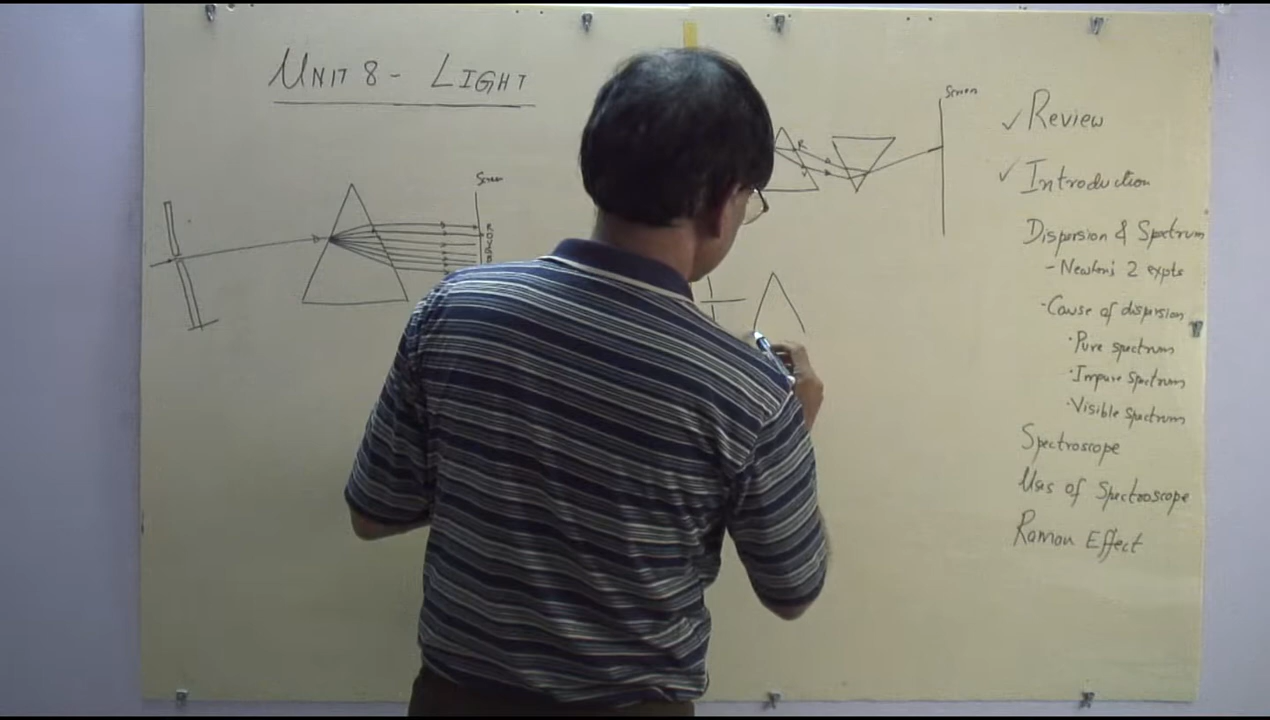 UNIT 8 - LIGHT
Screen
R
Screen
✓ Review
✓ Introduction
Dispersion & Spectrum
- Newton's 2 expts
· Cause of dispersion
· Pure spectrum
· Impure spectrum
· Visible spectrum
Spectroscope
Uses of Spectroscope
Raman Effect